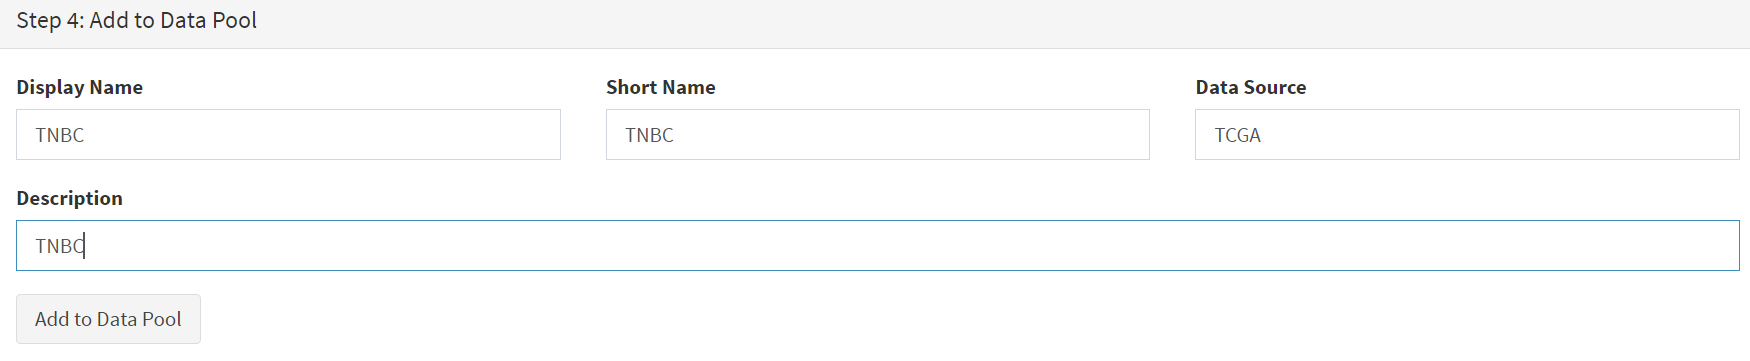 Step 4: Add to Data Pool
Display Name
Short Name
Data Source
TNBC
TNBC
TCGA
Description
TNBC
Add to Data Pool